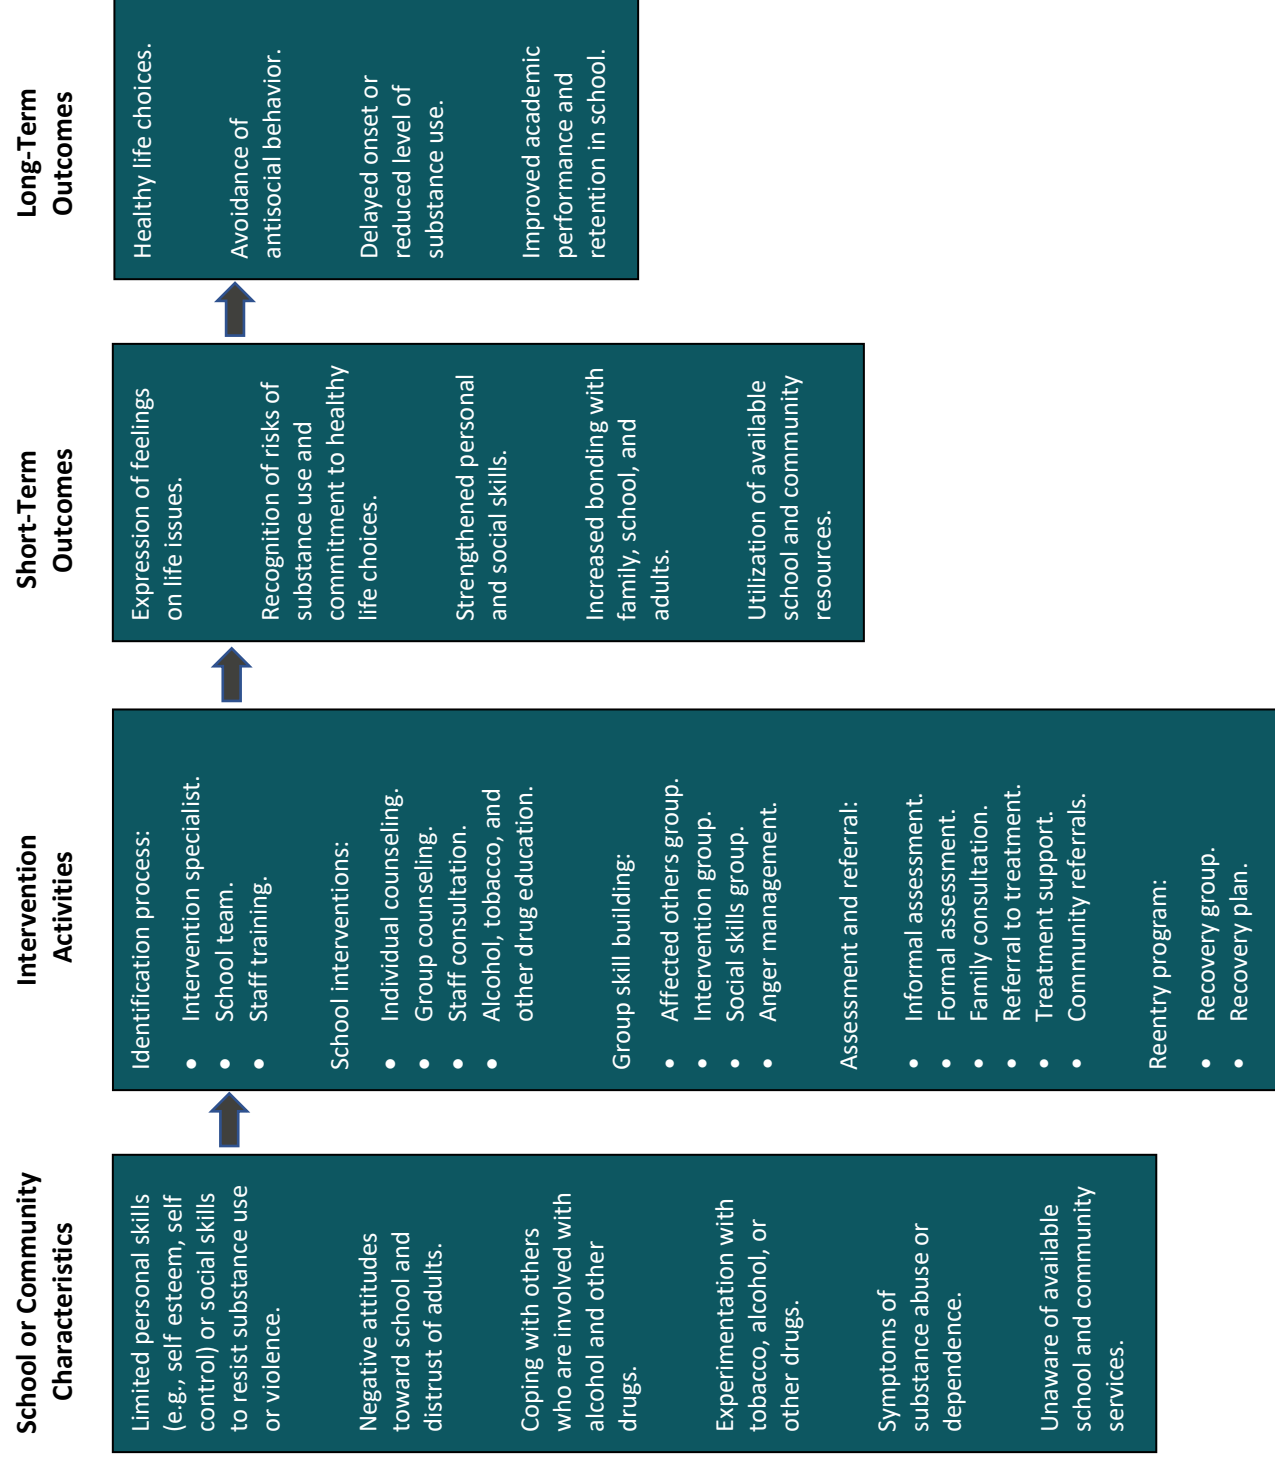 School or Community
Characteristics
Limited personal skills
(e.g., self esteem, self
control) or social skills
to resist substance use
or violence.
Negative attitudes
toward school and
distrust of adults.
Coping with others
who are involved with
alcohol and other
drugs.
Experimentation with
tobacco, alcohol, or
other drugs.
Symptoms of
substance abuse or
dependence.
Unaware of available
school and community
services.
Intervention
Activities
Identification process:
• Intervention specialist.
• School team.
• Staff training.
School interventions:
• Individual counseling.
• Group counseling.
• Staff consultation.
• Alcohol, tobacco, and
other drug education.
Group skill building:
• Affected others group.
• Intervention group.
• Social skills group.
• Anger management.
Assessment and referral:
• Informal assessment.
• Formal assessment.
• Family consultation.
• Referral to treatment.
• Treatment support.
• Community referrals.
Reentry program:
• Recovery group.
• Recovery plan.
Short-Term
Outcomes
Expression of feelings
on life issues.
Recognition of risks of
substance use and
commitment to healthy
life choices.
Strengthened personal
and social skills.
Increased bonding with
family, school, and
adults.
Utilization of available
school and community
resources.
Long-Term
Outcomes
Healthy life choices.
Avoidance of
antisocial behavior.
Delayed onset or
reduced level of
substance use.
Improved academic
performance and
retention in school.